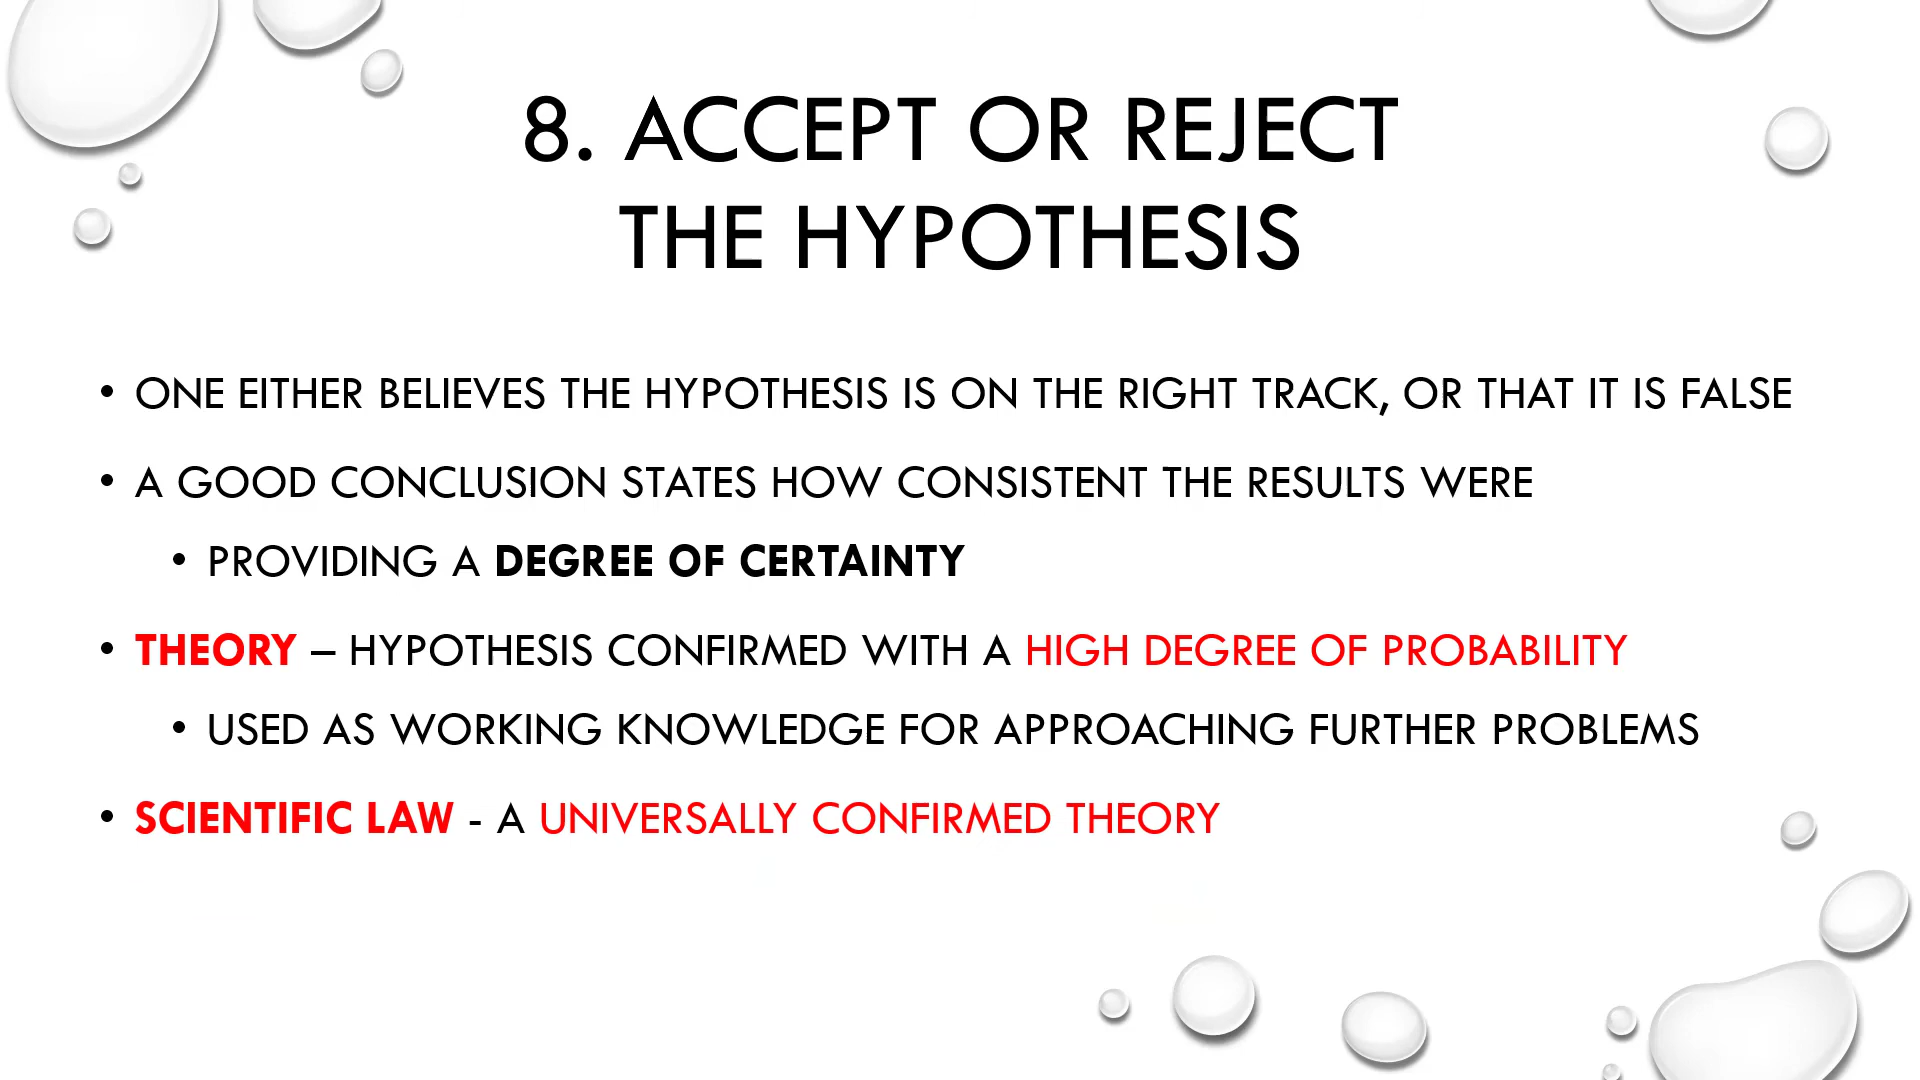 8. ACCEPT OR REJECT
THE HYPOTHESIS
• ONE EITHER BELIEVES THE HYPOTHESIS IS ON THE RIGHT TRACK, OR THAT IT IS FALSE
• A GOOD CONCLUSION STATES HOW CONSISTENT THE RESULTS WERE
• PROVIDING A DEGREE OF CERTAINTY
• THEORY – HYPOTHESIS CONFIRMED WITH A HIGH DEGREE OF PROBABILITY
• USED AS WORKING KNOWLEDGE FOR APPROACHING FURTHER PROBLEMS
• SCIENTIFIC LAW - A UNIVERSALLY CONFIRMED THEORY